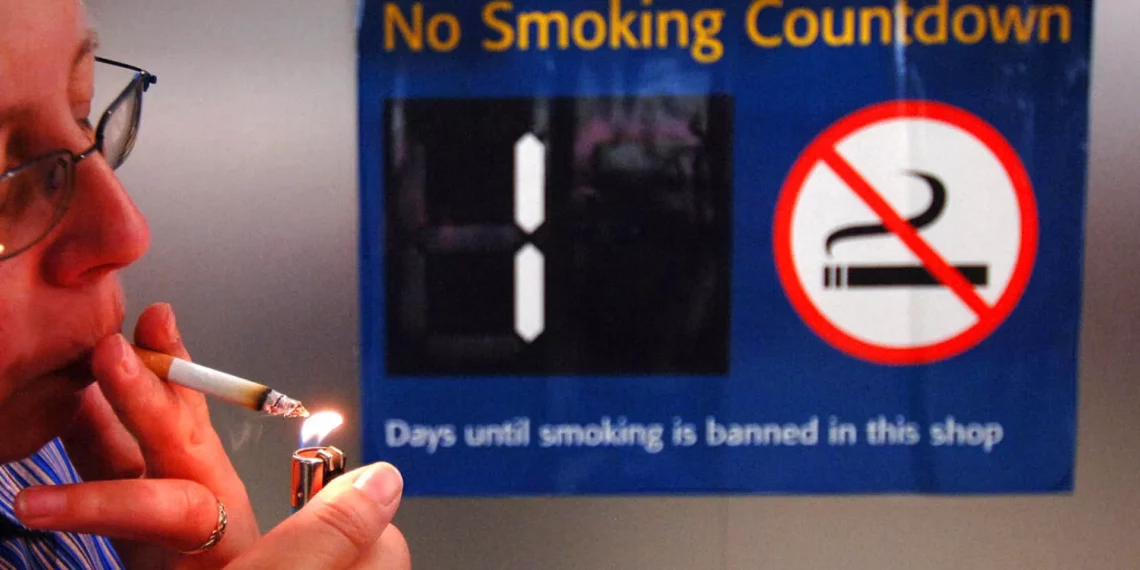 No Smoking Countdown
1
Days until smoking is banned in this shop